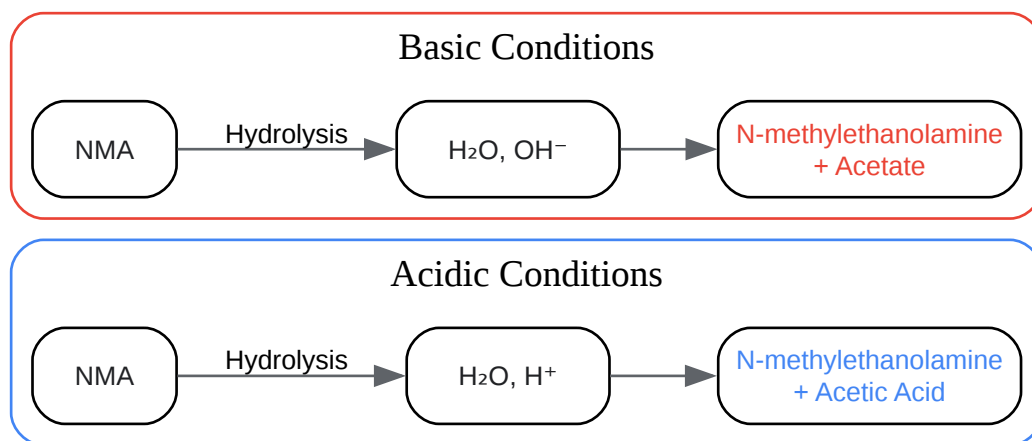 Basic Conditions
NMA
Hydrolysis
H₂O, OH⁻
N-methylethanolamine
+ Acetate
Acidic Conditions
NMA
Hydrolysis
H₂O, H⁺
N-methylethanolamine
+ Acetic Acid